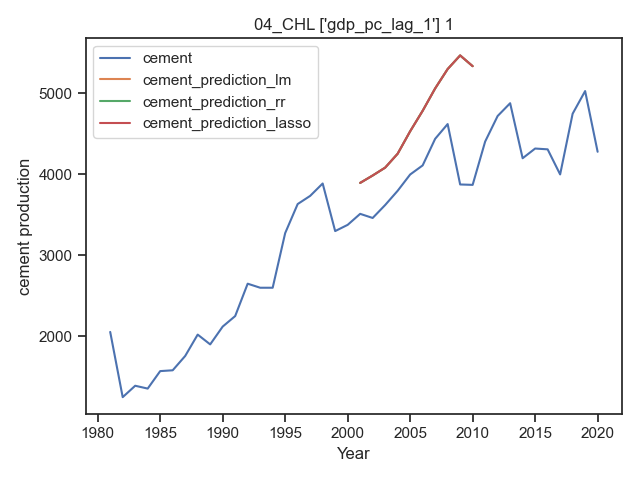 04_CHL ['gdp_pc_lag_1'] 1
cement
cement_prediction_lm
cement_prediction_rr
cement_prediction_lasso
cement production
5000
4000
3000
2000
1980 1985 1990 1995 2000 2005 2010 2015 2020
Year